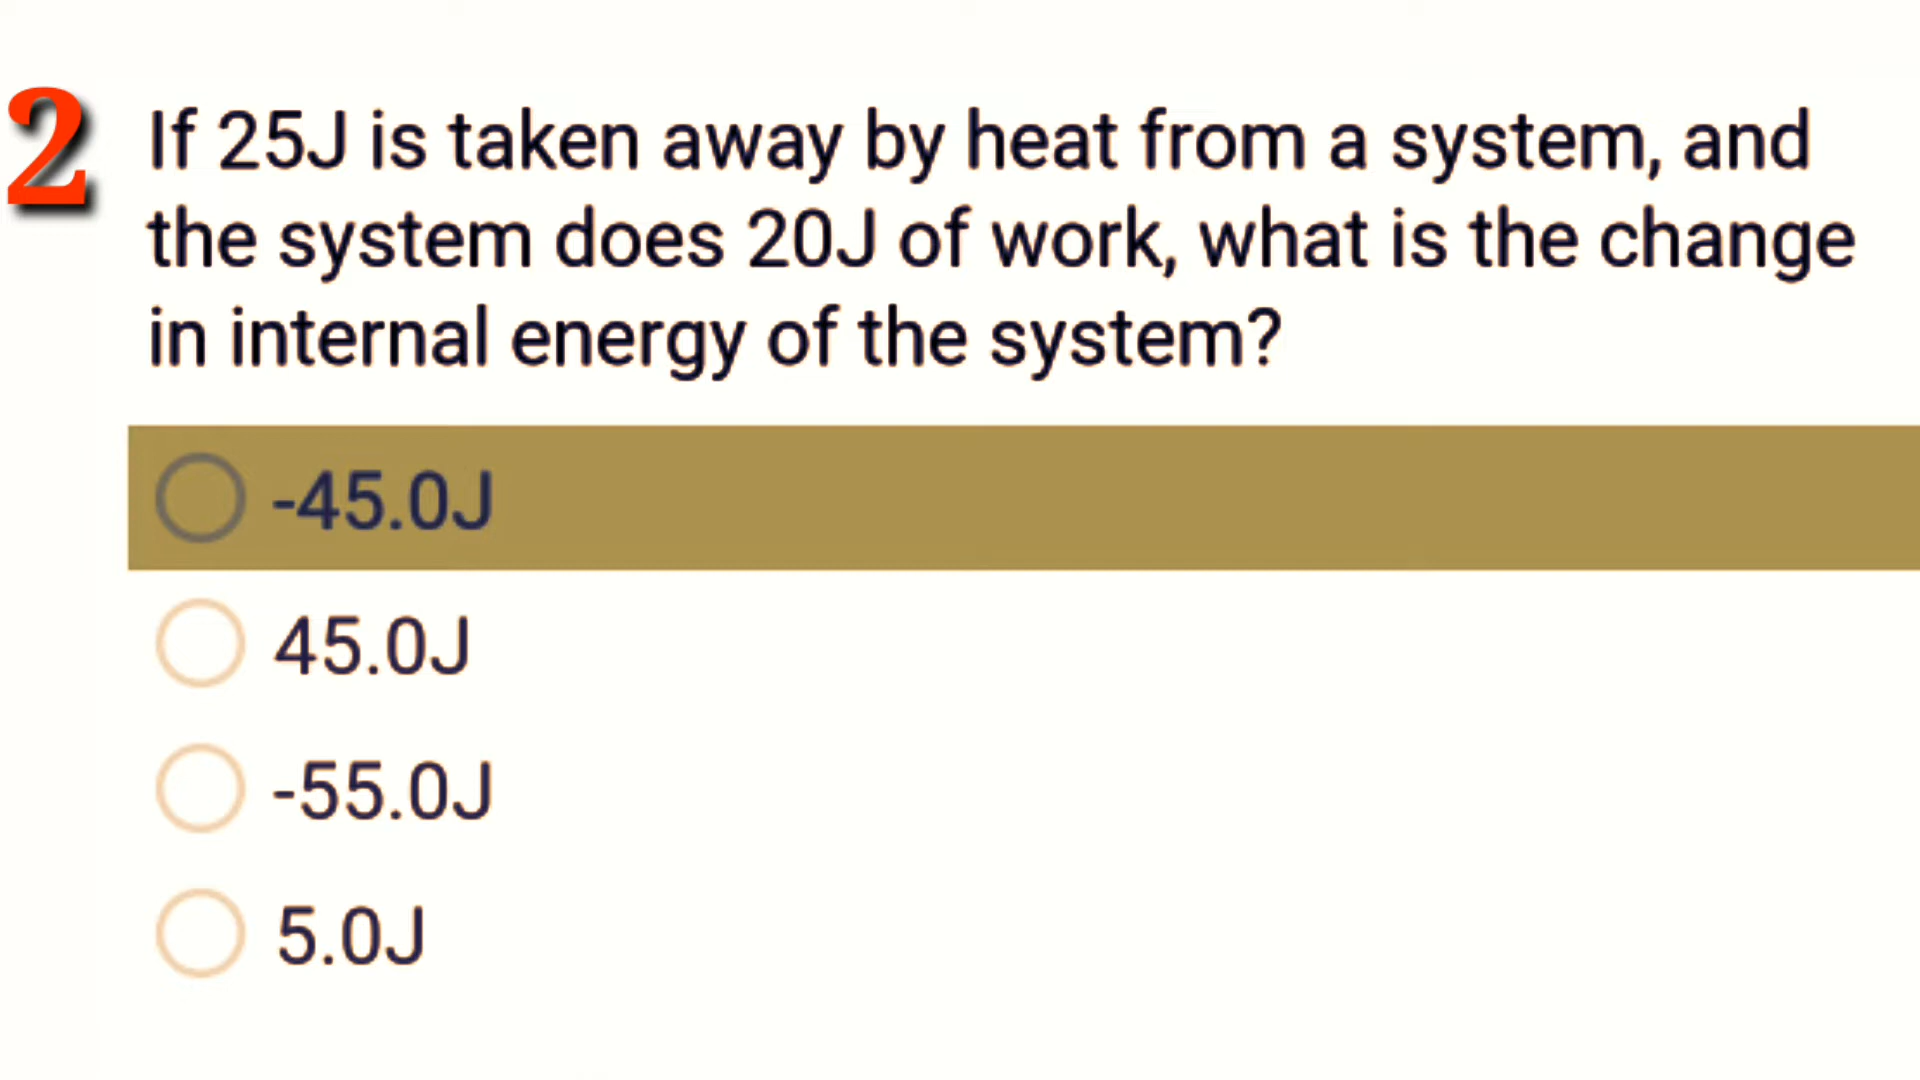 2
If 25J is taken away by heat from a system, and
the system does 20J of work, what is the change
in internal energy of the system?
-45.0J
45.0J
-55.0J
5.0J